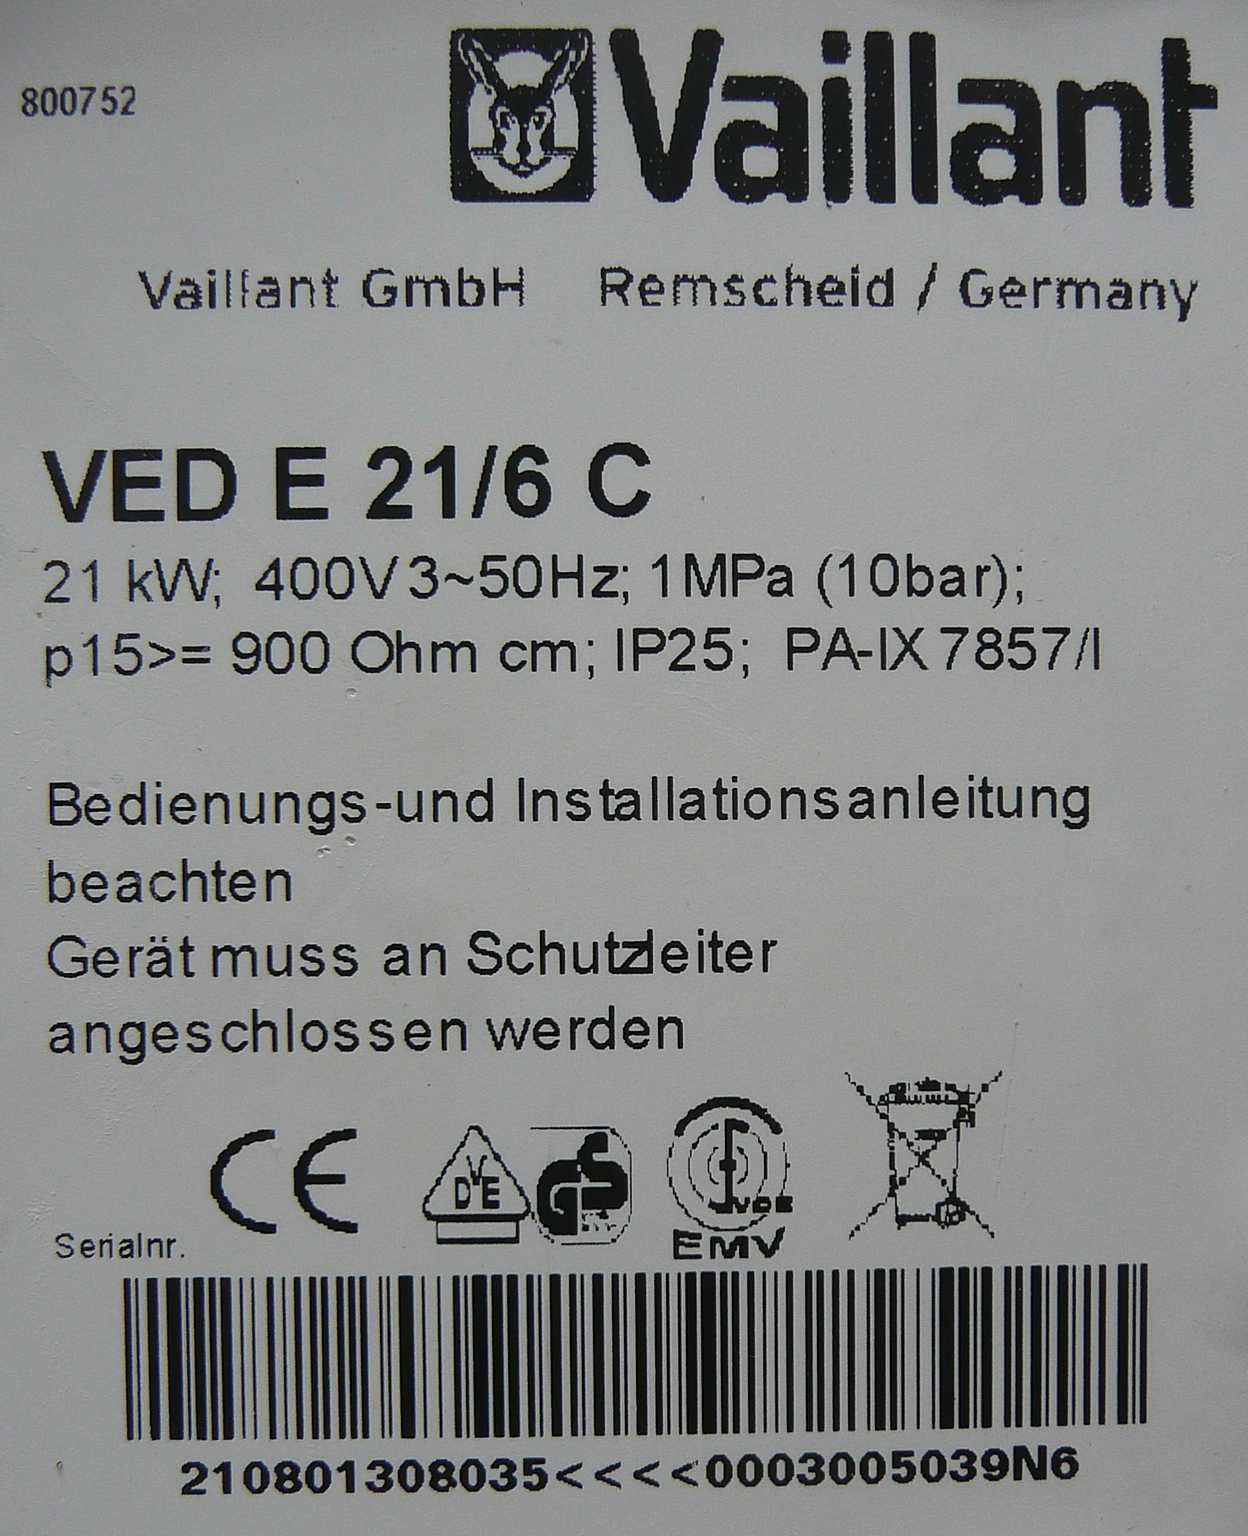 800752
Vaillant
Vaillant GmbH Remscheid / Germany
VED E 21/6 C
21 kW; 400V 3~50Hz; 1MPa (10bar);
p15>= 900 Ohm cm; IP25; PA-IX 7857/I
Bedienungs-und Installationsanleitung
beachten
Gerät muss an Schutzleiter
angeschlossen werden
CE
DVE GS
VDE
EMV
Serialnr.
210801308035<<<<0003005039N6